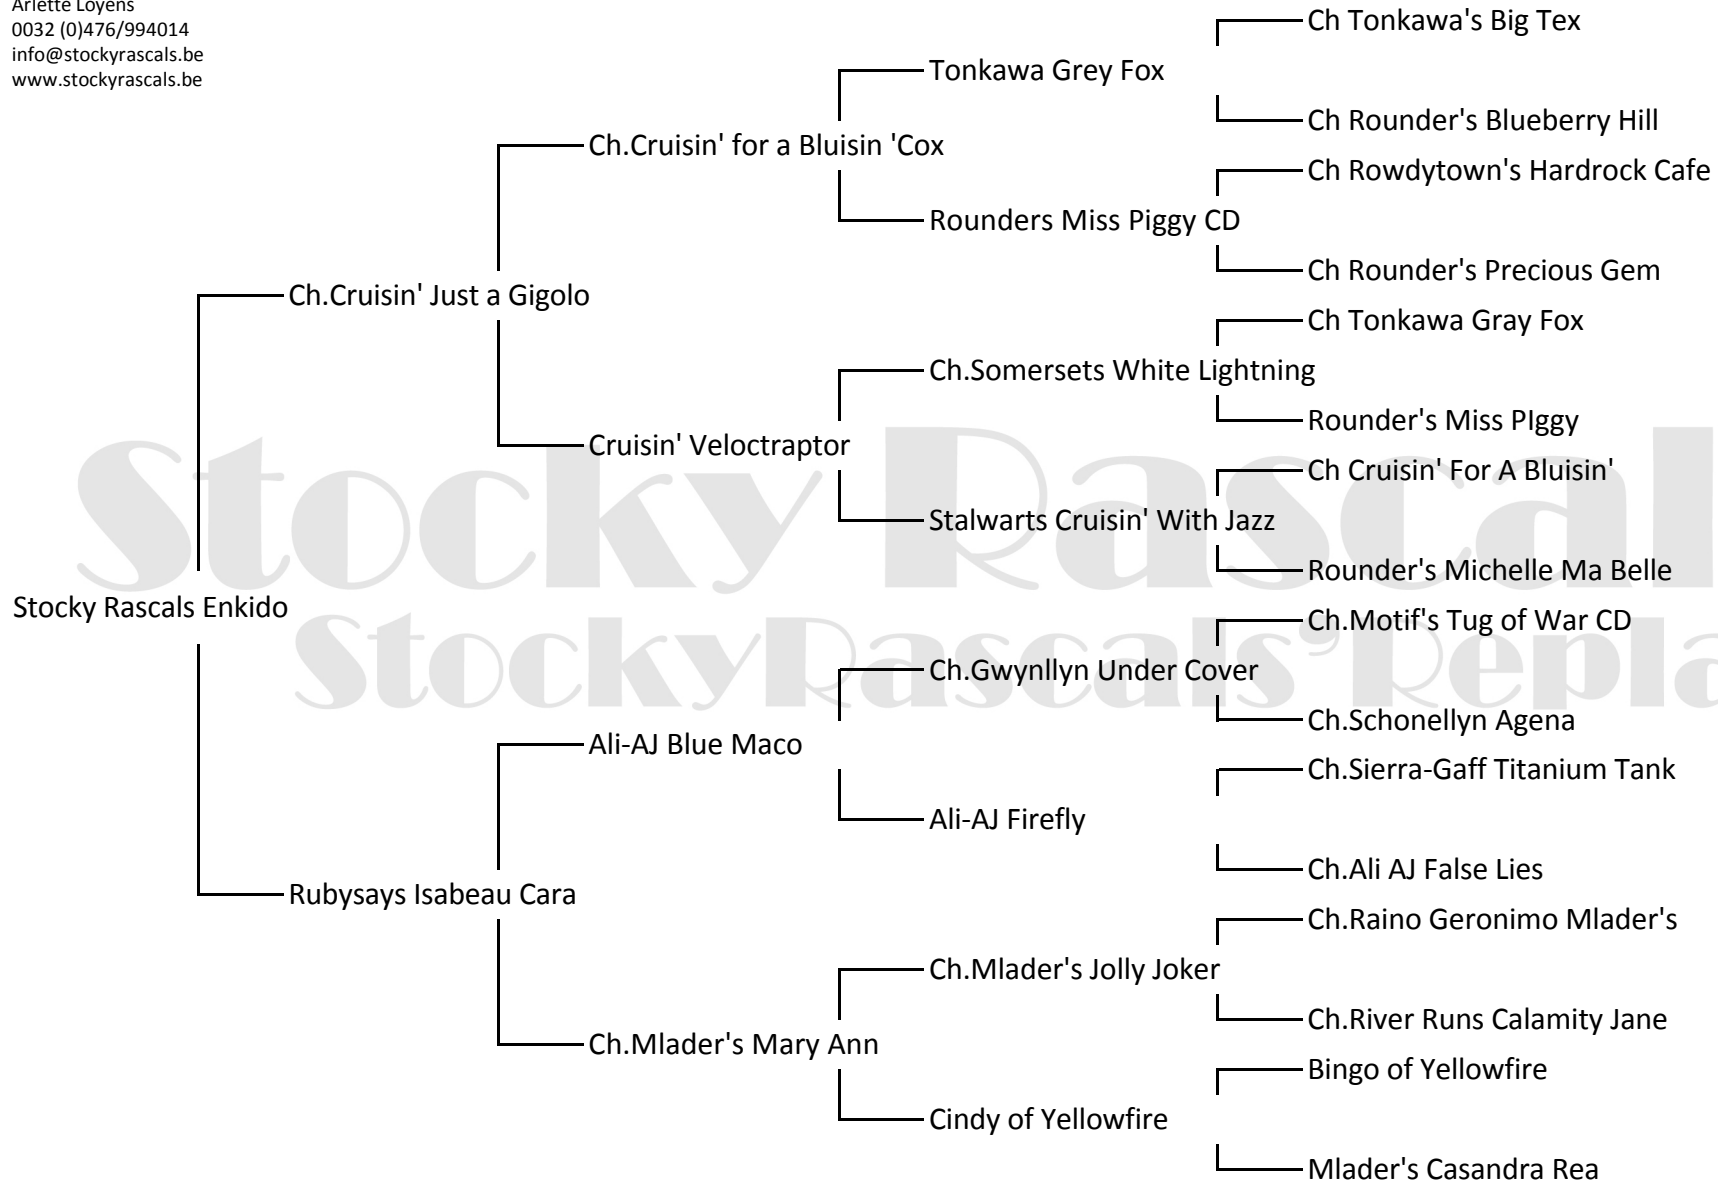 Arlette Loyens
0032 (0)476/994014
info@stockyrascals.be
www.stockyrascals.be
Ch Tonkawa's Big Tex
Tonkawa Grey Fox
Ch Rounder's Blueberry Hill
Ch.Cruisin' for a Bluisin 'Cox
Ch Rowdytown's Hardrock Cafe
Rounders Miss Piggy CD
Ch Rounder's Precious Gem
Ch.Cruisin' Just a Gigolo
Ch Tonkawa Gray Fox
Ch.Somersets White Lightning
Rounder's Miss PIggy
Cruisin' Veloctraptor
Ch Cruisin' For A Bluisin'
Stalwarts Cruisin' With Jazz
Rounder's Michelle Ma Belle
Stocky Rascal
Stocky Rascals Enkido
Ch.Motif's Tug of War CD
Ch.Gwynllyn Under Cover
StockyRascals' Repla
Ch.Schonellyn Agena
Ali-AJ Blue Maco
Ch.Sierra-Gaff Titanium Tank
Ali-AJ Firefly
Ch.Ali AJ False Lies
Rubysays Isabeau Cara
Ch.Raino Geronimo Mlader's
Ch.Mlader's Jolly Joker
Ch.River Runs Calamity Jane
Ch.Mlader's Mary Ann
Bingo of Yellowfire
Cindy of Yellowfire
Mlader's Casandra Rea